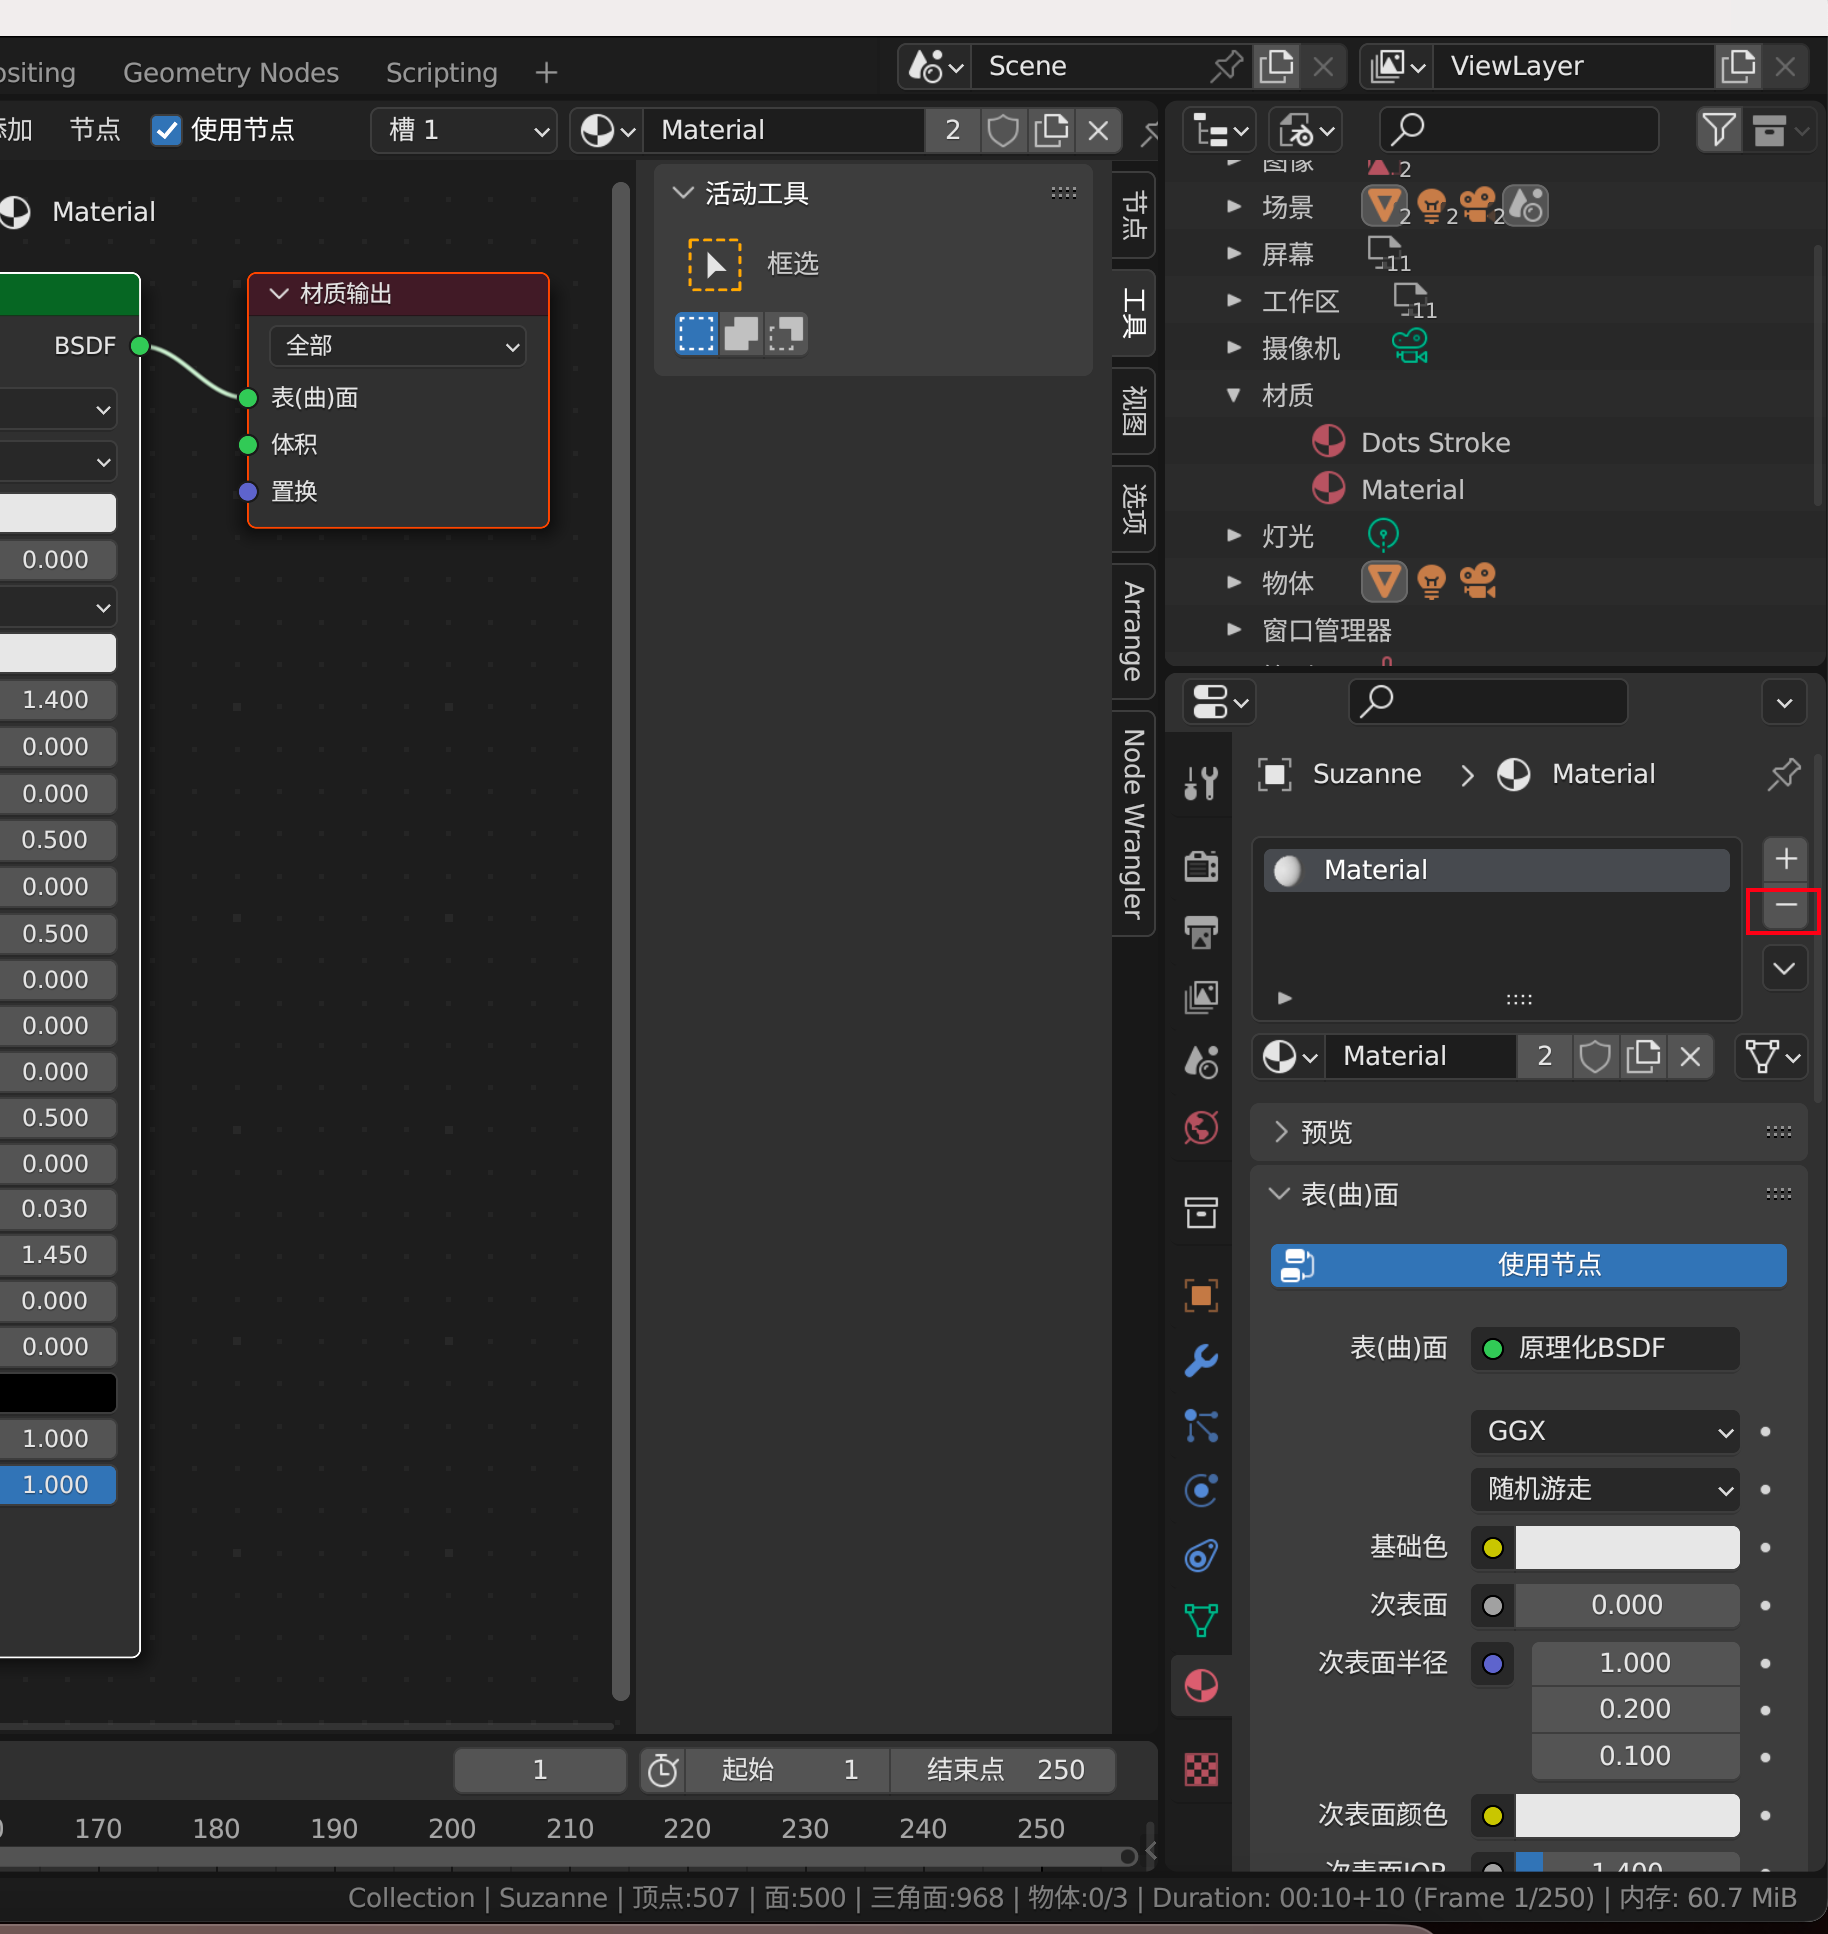 ositing Geometry Nodes Scripting + Scene ViewLayer
添加 节点 使用节点 槽 1 Material 2
Material
BSDF
材质输出
全部
表(曲)面
体积
置换
0.000
1.400
0.000
0.000
0.500
0.000
0.500
0.000
0.000
0.000
0.500
0.000
0.030
1.450
0.000
0.000
1.000
1.000
活动工具
框选
节点
工具
视图
选项
Arrange
Node Wrangler
图像 2
场景 2 2 2
屏幕 11
工作区 11
摄像机
材质
Dots Stroke
Material
灯光
物体
窗口管理器
Suzanne > Material
Material
Material 2
预览
表(曲)面
使用节点
表(曲)面 原理化BSDF
GGX
随机游走
基础色
次表面 0.000
次表面半径 1.000
0.200
0.100
次表面颜色
次表面IOR 1.400
1 起始 1 结束点 250
170 180 190 200 210 220 230 240 250
Collection | Suzanne | 顶点:507 | 面:500 | 三角面:968 | 物体:0/3 | Duration: 00:10+10 (Frame 1/250) | 内存: 60.7 MiB